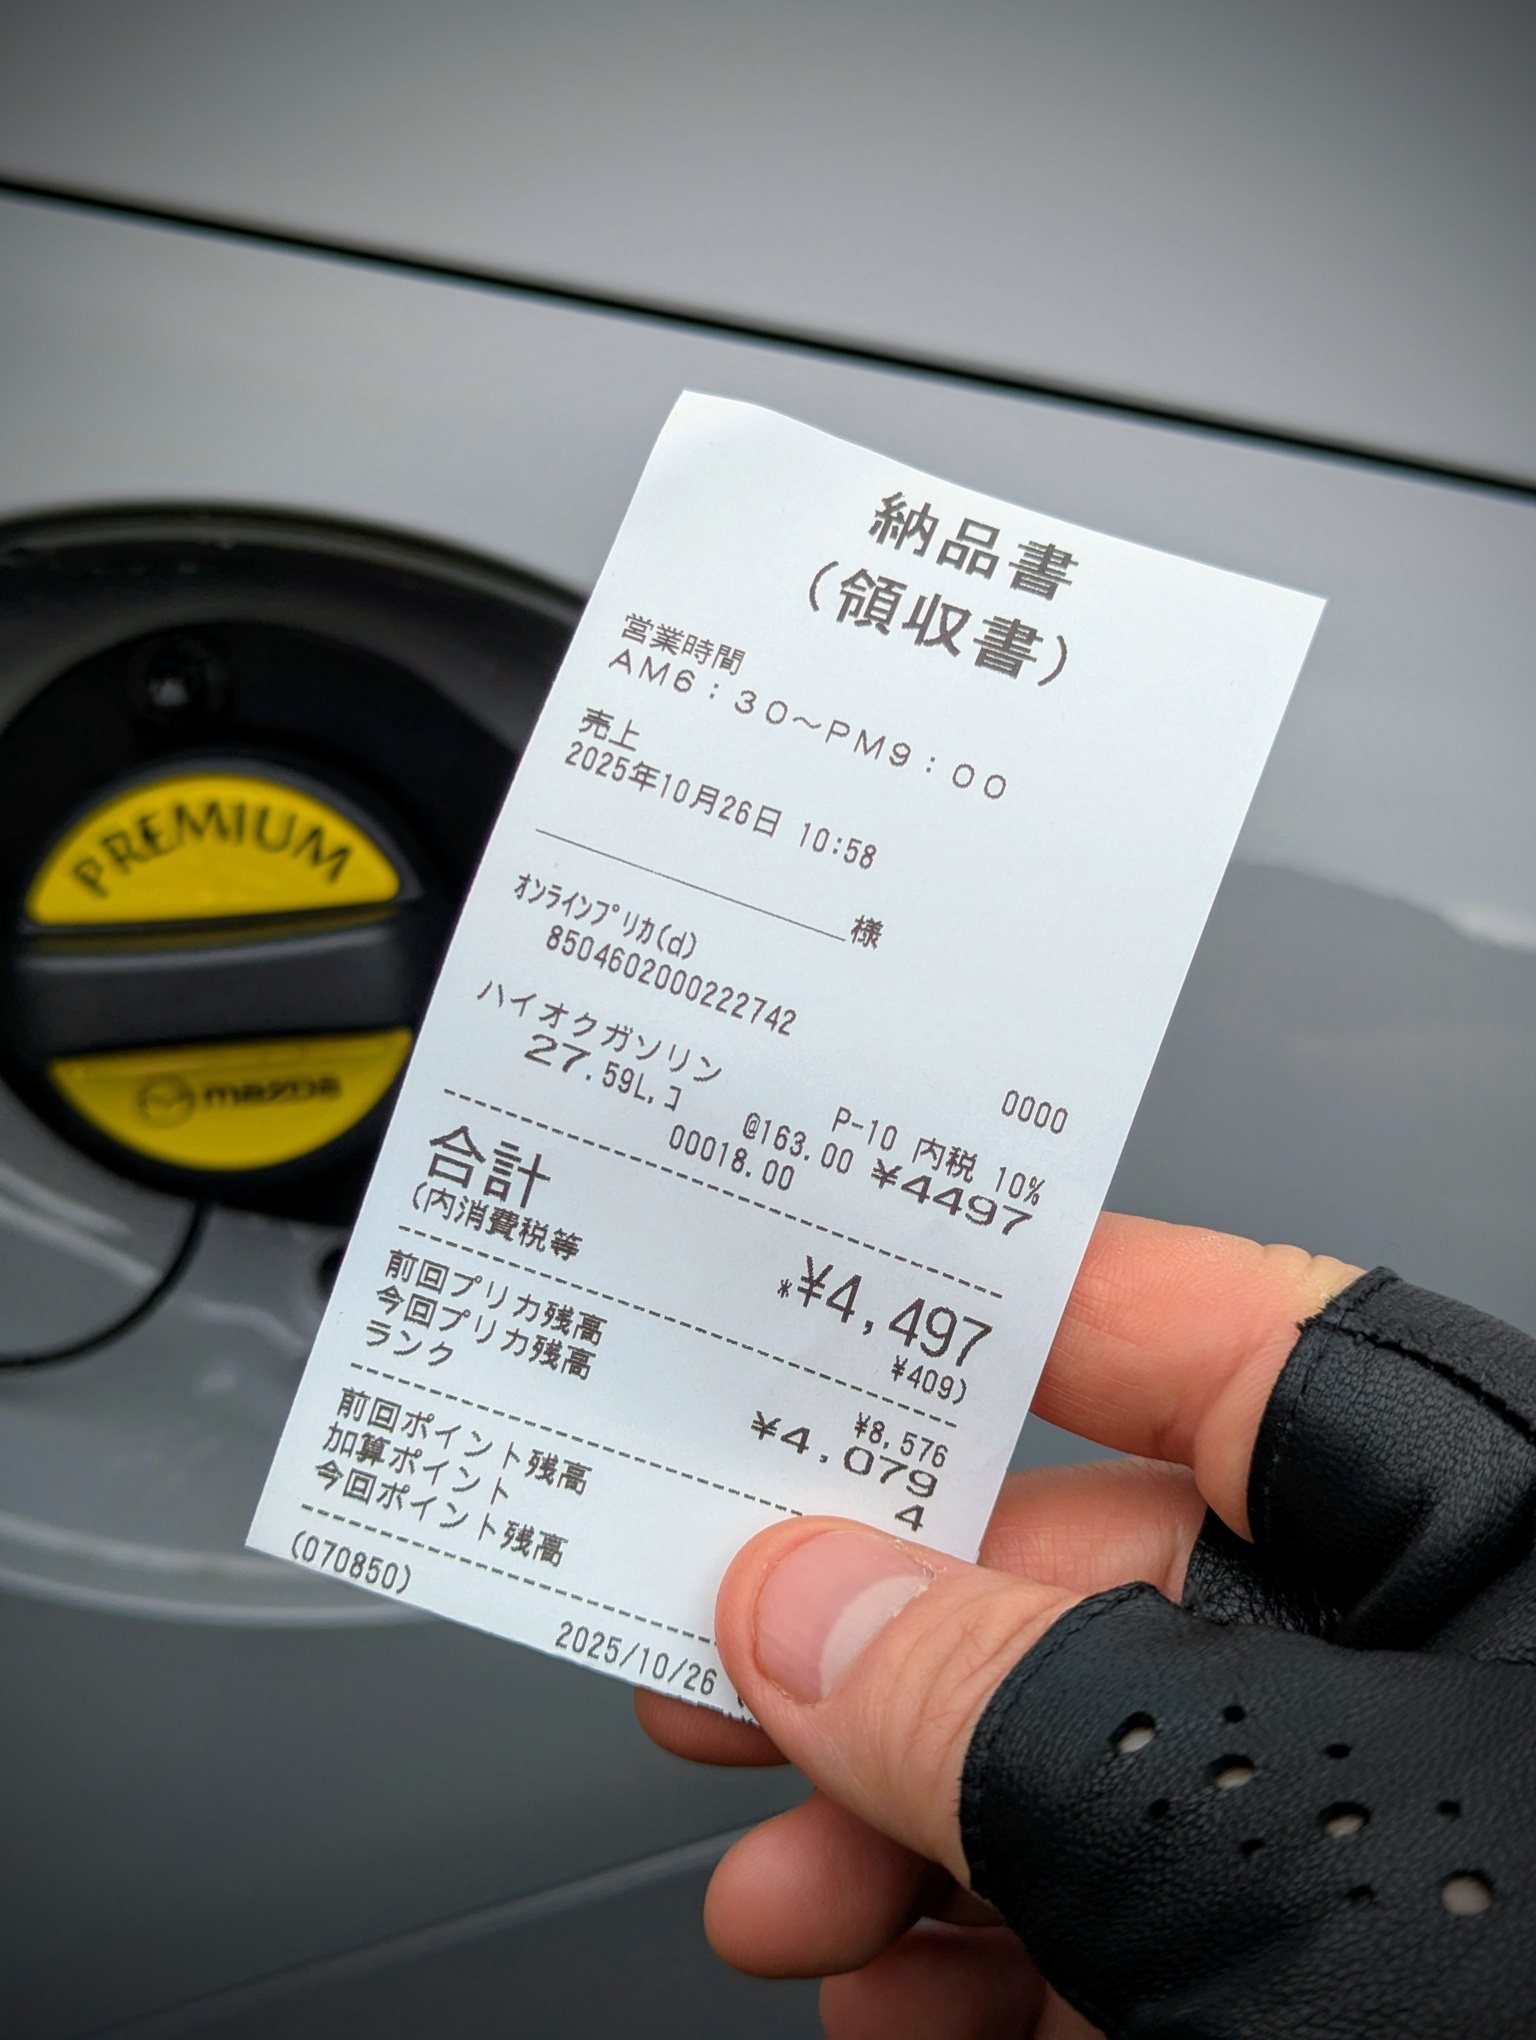 納品書
(領収書)
営業時間
AM6:30〜PM9:00
売上
2025年10月26日 10:58
様
オンラインプリカ(d)
8504602000222742
0000
ハイオクガソリン
P-10 内税 10%
27.59L.コ @163.00 ¥4497
00018.00
合計 *¥4,497
(内消費税等 ¥409)
前回プリカ残高 ¥8,576
今回プリカ残高 ¥4,079
ランク 4
前回ポイント残高
加算ポイント
今回ポイント残高
(070850)
2025/10/26
PREMIUM
mazda